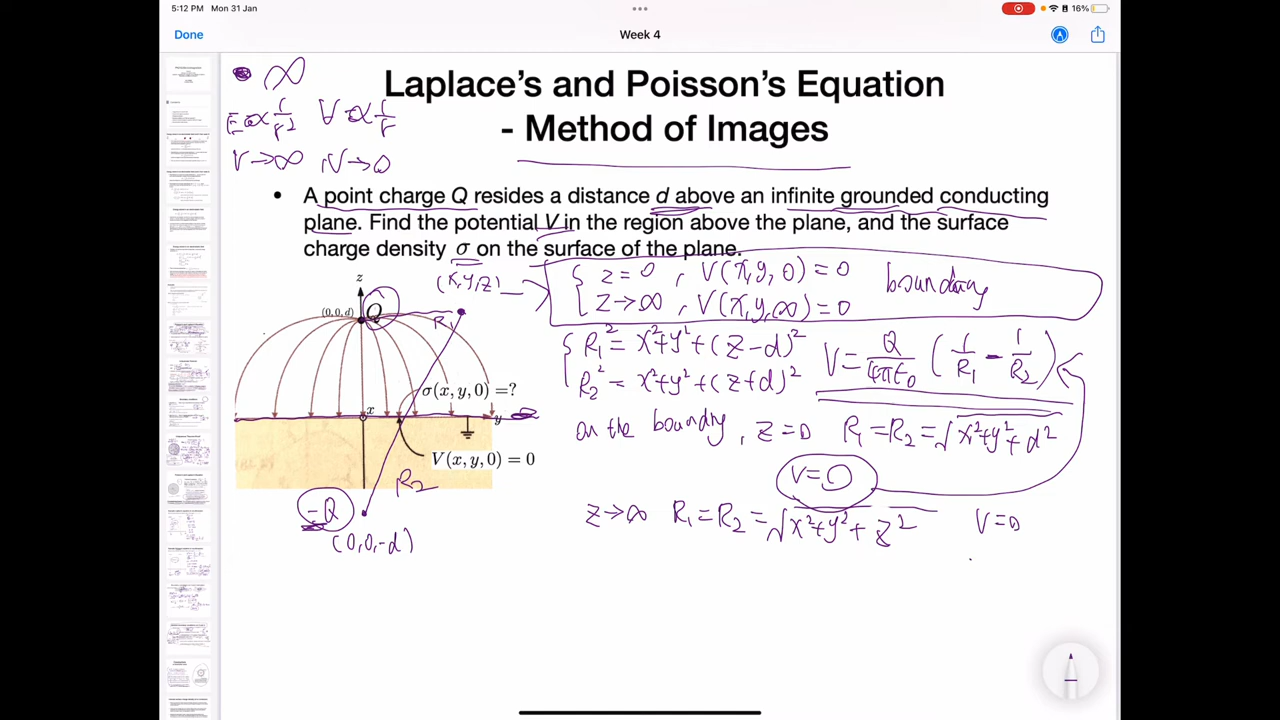 5:12 PM Mon 31 Jan
16%
Done
Week 4
Laplace's and Poisson's Equation
- Method of Images
∞
E ∝ 1/r² V ∝ 1/r
r→∞ V→0
A point charge resides a distance d above an infinite grounded conducting
plane. Find the potential V in the region above the plane, and the surface
charge density σ on the surface of the plane.
(x,y,z)
z=0, V(x,y,0)=0 boundary
z→∞, V(x,y,∞)=0
z
(0,0,d) Q
R₁²=x²+y²+(z-d)²
R₂²=x²+y²+(z+d)²
V= Q/4πε₀ (1/R₁ - 1/R₂)
σ(x,y,0) =?
x
y
on the boundary z=0 R₁=R₂=√x²+y²+d²
V(x,y,0) = 0
V=0
R₂
-Q
z→∞ R₁=R₂=√x²+y²+z² V=0
(0,0,-d)